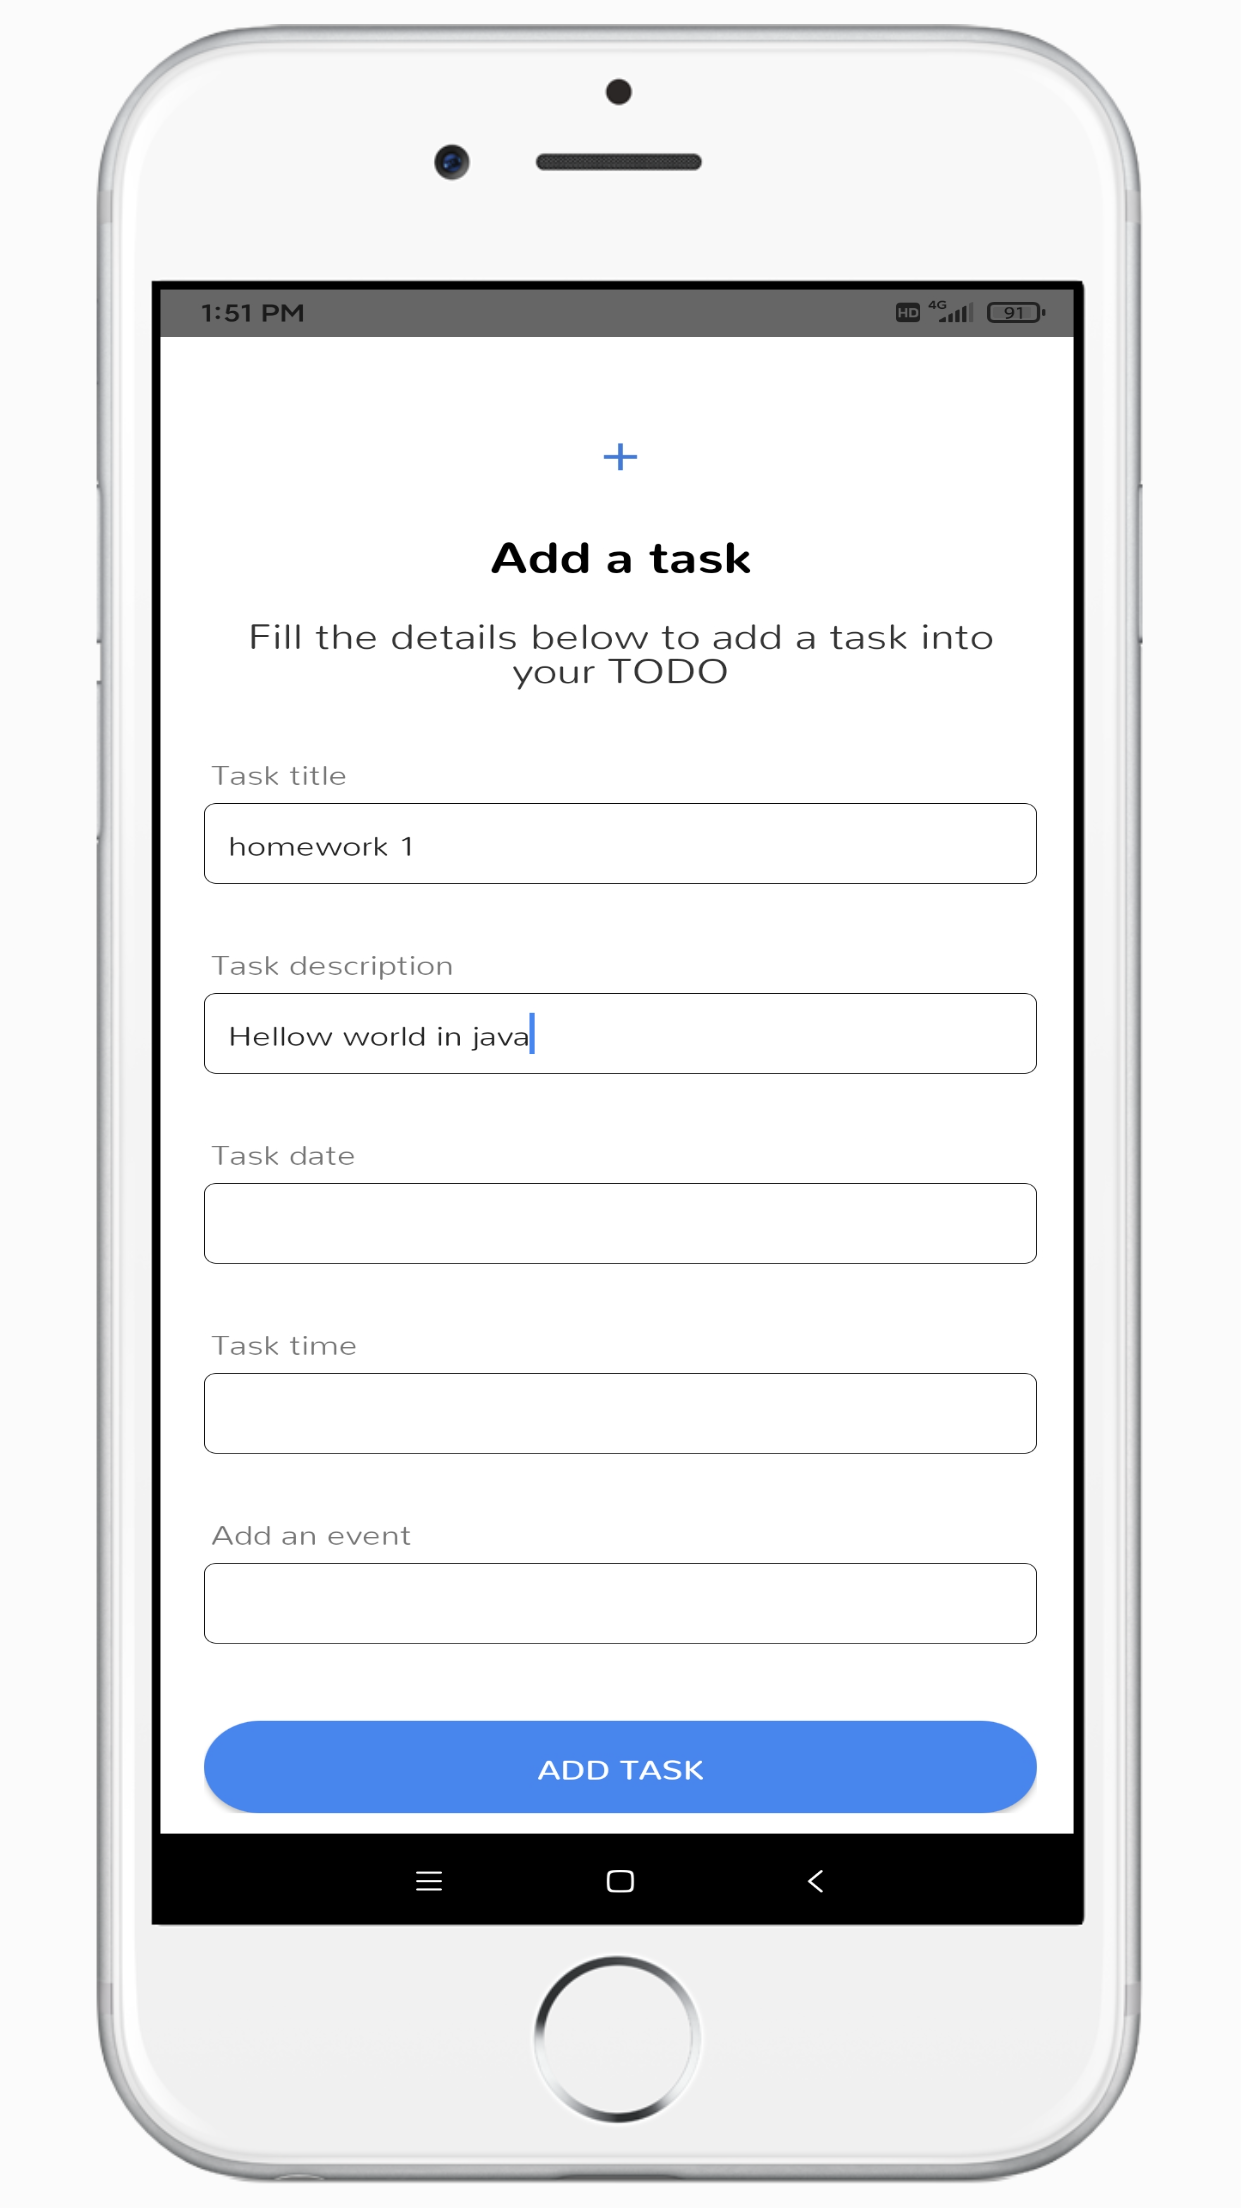 1:51 PM HD 4G 91
Add a task
Fill the details below to add a task into
your TODO
Task title
homework 1
Task description
Hellow world in java
Task date
Task time
Add an event
ADD TASK